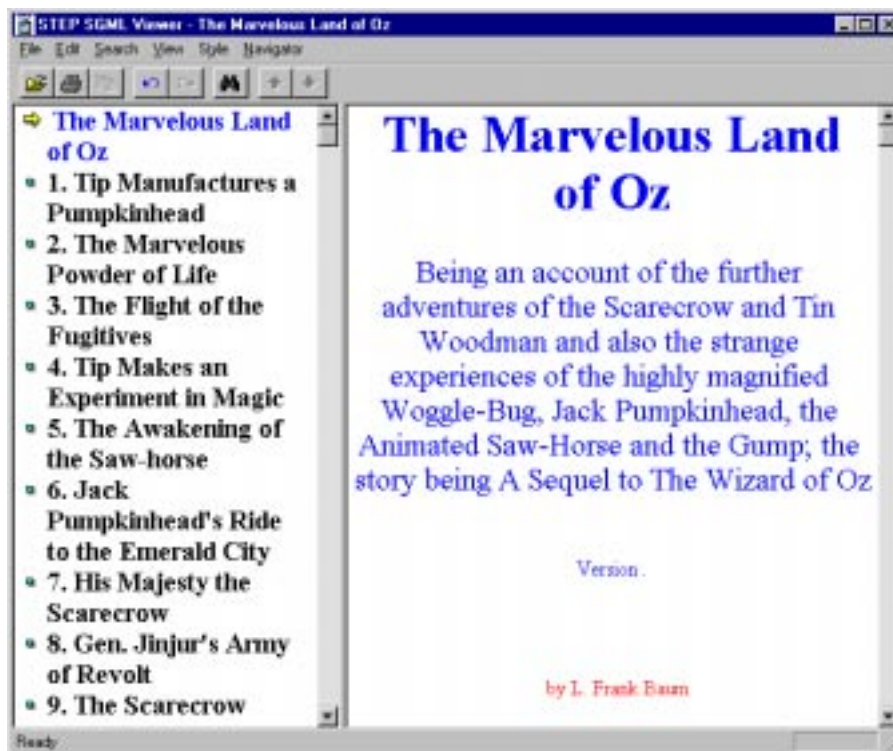 STEP SGML Viewer - The Marvelous Land of Oz
File Edit Search View Style Navigator
The Marvelous Land
of Oz
1. Tip Manufactures a
Pumpkinhead
2. The Marvelous
Powder of Life
3. The Flight of the
Fugitives
4. Tip Makes an
Experiment in Magic
5. The Awakening of
the Saw-horse
6. Jack
Pumpkinhead's Ride
to the Emerald City
7. His Majesty the
Scarecrow
8. Gen. Jinjur's Army
of Revolt
9. The Scarecrow
The Marvelous Land
of Oz
Being an account of the further
adventures of the Scarecrow and Tin
Woodman and also the strange
experiences of the highly magnified
Woggle-Bug, Jack Pumpkinhead, the
Animated Saw-Horse and the Gump; the
story being A Sequel to The Wizard of Oz
Version .
by L. Frank Baum
Ready